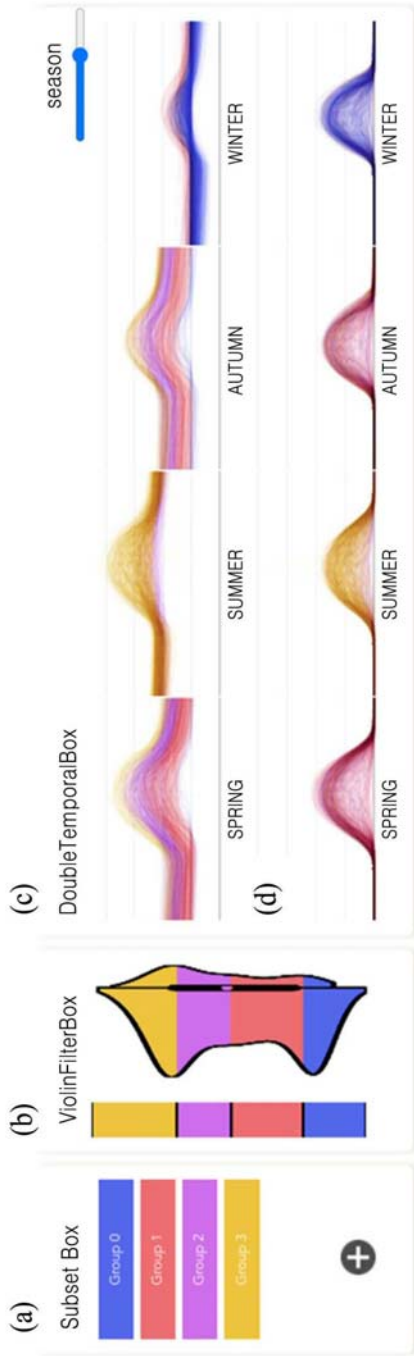 (a)
Subset Box
Group 0
Group 1
Group 2
Group 3
(b)
ViolinFilterBox
(c)
DoubleTemporalBox
season
SPRING
SUMMER
AUTUMN
WINTER
(d)
SPRING
SUMMER
AUTUMN
WINTER